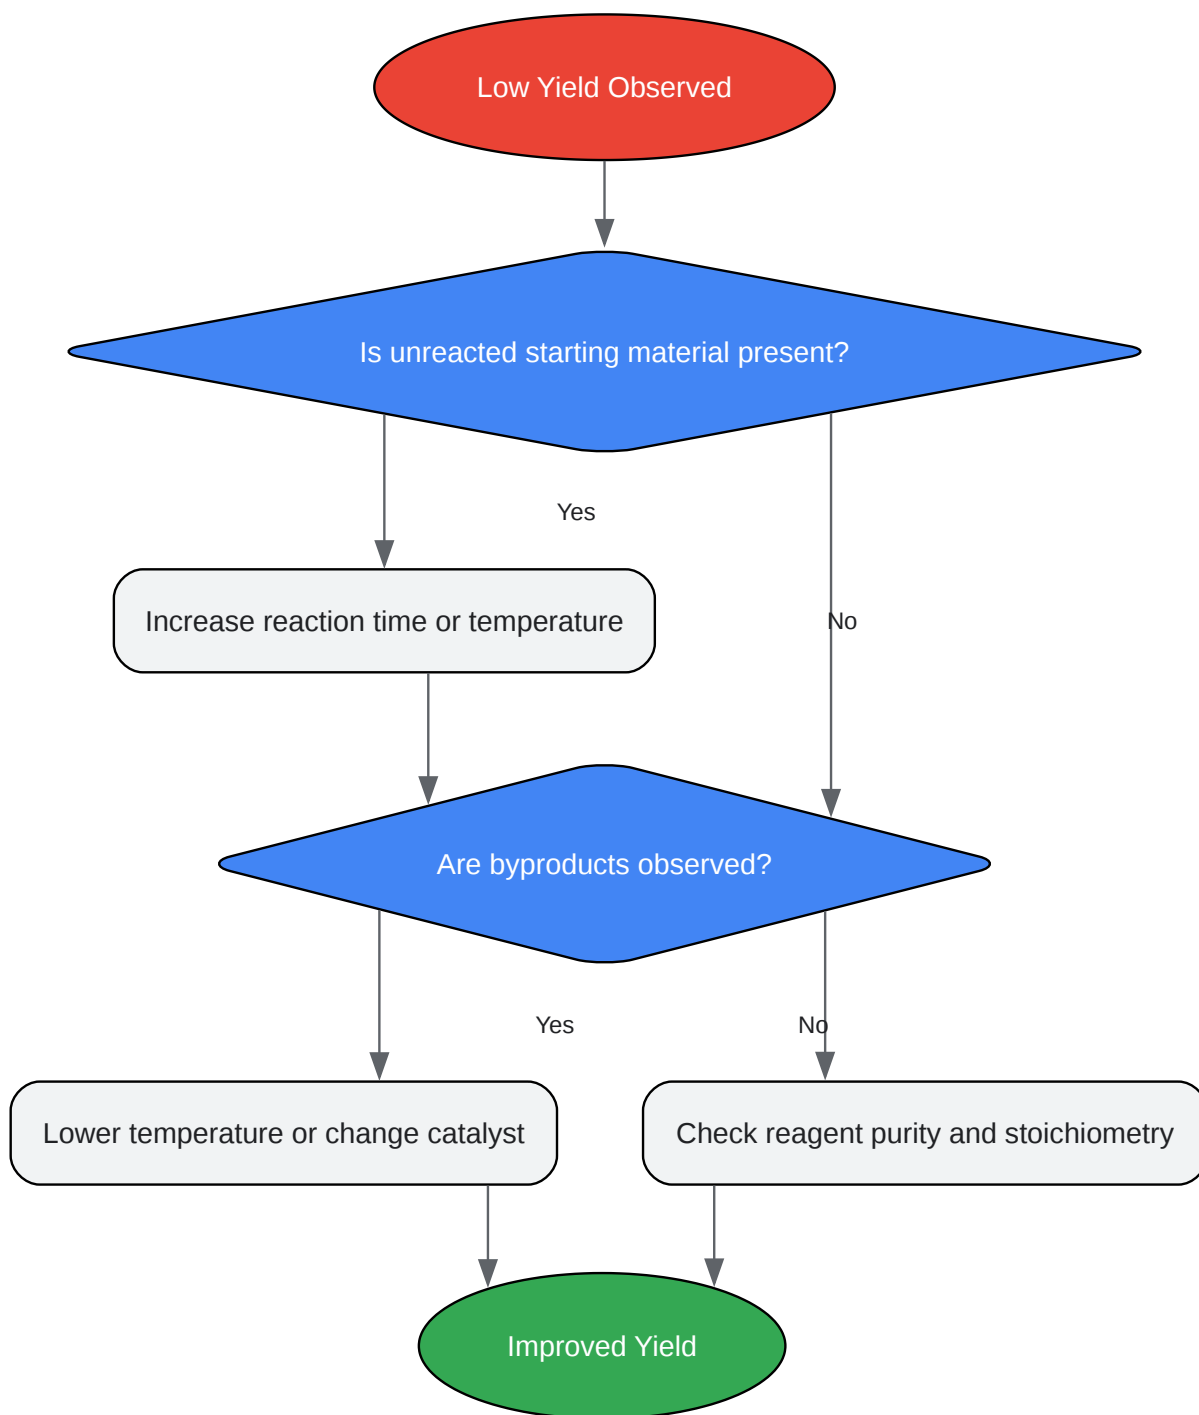 Low Yield Observed
Is unreacted starting material present?
Yes
Increase reaction time or temperature
No
Are byproducts observed?
Yes
No
Lower temperature or change catalyst
Check reagent purity and stoichiometry
Improved Yield